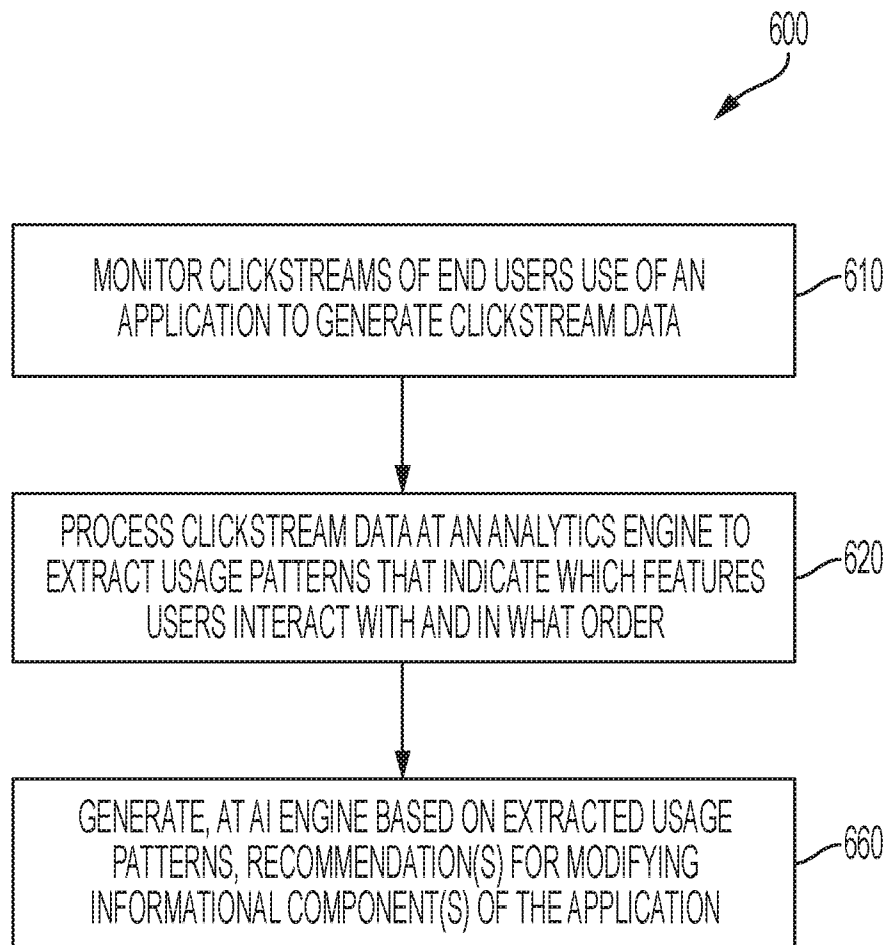 600
MONITOR CLICKSTREAMS OF END USERS USE OF AN
APPLICATION TO GENERATE CLICKSTREAM DATA
610
PROCESS CLICKSTREAM DATA AT AN ANALYTICS ENGINE TO
EXTRACT USAGE PATTERNS THAT INDICATE WHICH FEATURES
USERS INTERACT WITH AND IN WHAT ORDER
620
GENERATE, AT AI ENGINE BASED ON EXTRACTED USAGE
PATTERNS, RECOMMENDATION(S) FOR MODIFYING
INFORMATIONAL COMPONENT(S) OF THE APPLICATION
660